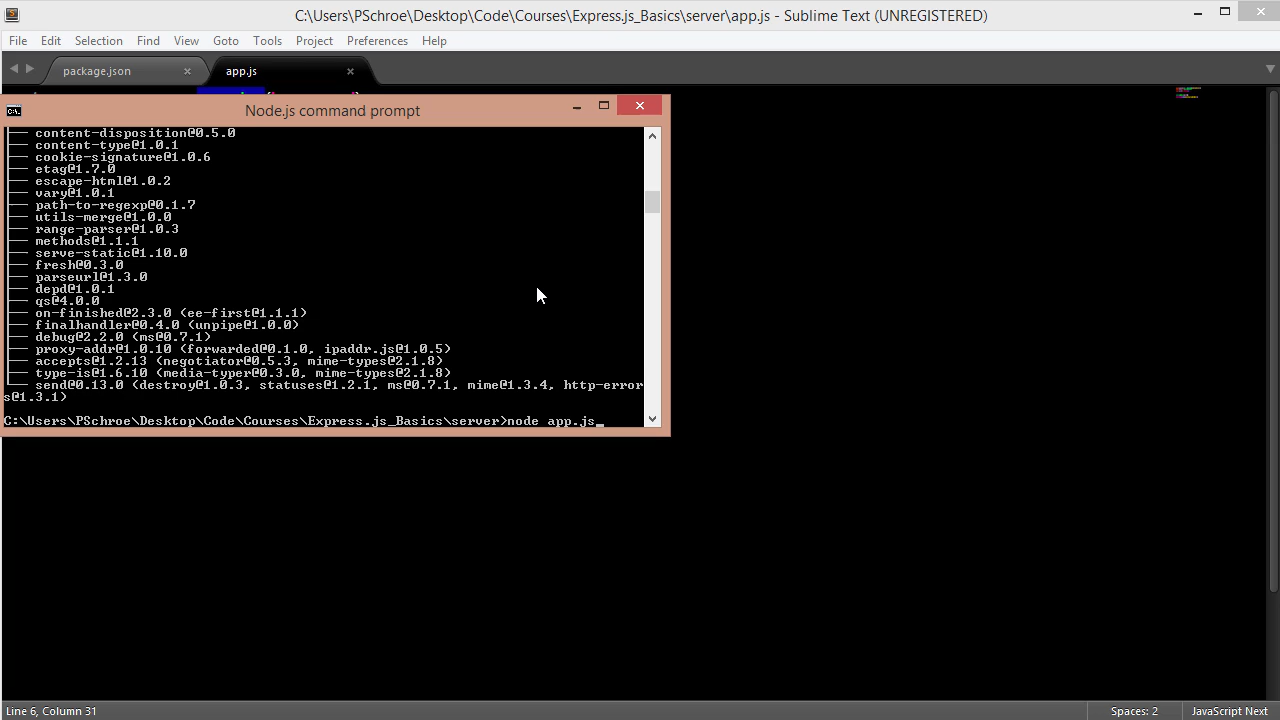 C:\Users\PSchroe\Desktop\Code\Courses\Express.js_Basics\server\app.js - Sublime Text (UNREGISTERED)
File Edit Selection Find View Goto Tools Project Preferences Help
package.json app.js
Node.js command prompt
content-disposition@0.5.0
content-type@1.0.1
cookie-signature@1.0.6
etag@1.7.0
escape-html@1.0.2
vary@1.0.1
path-to-regexp@0.1.7
utils-merge@1.0.0
range-parser@1.0.3
methods@1.1.1
serve-static@1.10.0
fresh@0.3.0
parseurl@1.3.0
depd@1.0.1
qs@4.0.0
on-finished@2.3.0 (ee-first@1.1.1)
finalhandler@0.4.0 (unpipe@1.0.0)
debug@2.2.0 (ms@0.7.1)
proxy-addr@1.0.10 (forwarded@0.1.0, ipaddr.js@1.0.5)
accepts@1.2.13 (negotiator@0.5.3, mime-types@2.1.8)
type-is@1.6.10 (media-typer@0.3.0, mime-types@2.1.8)
send@0.13.0 (destroy@1.0.3, statuses@1.2.1, ms@0.7.1, mime@1.3.4, http-error
s@1.3.1)
C:\Users\PSchroe\Desktop\Code\Courses\Express.js_Basics\server>node app.js_
Line 6, Column 31 Spaces: 2 JavaScript Next